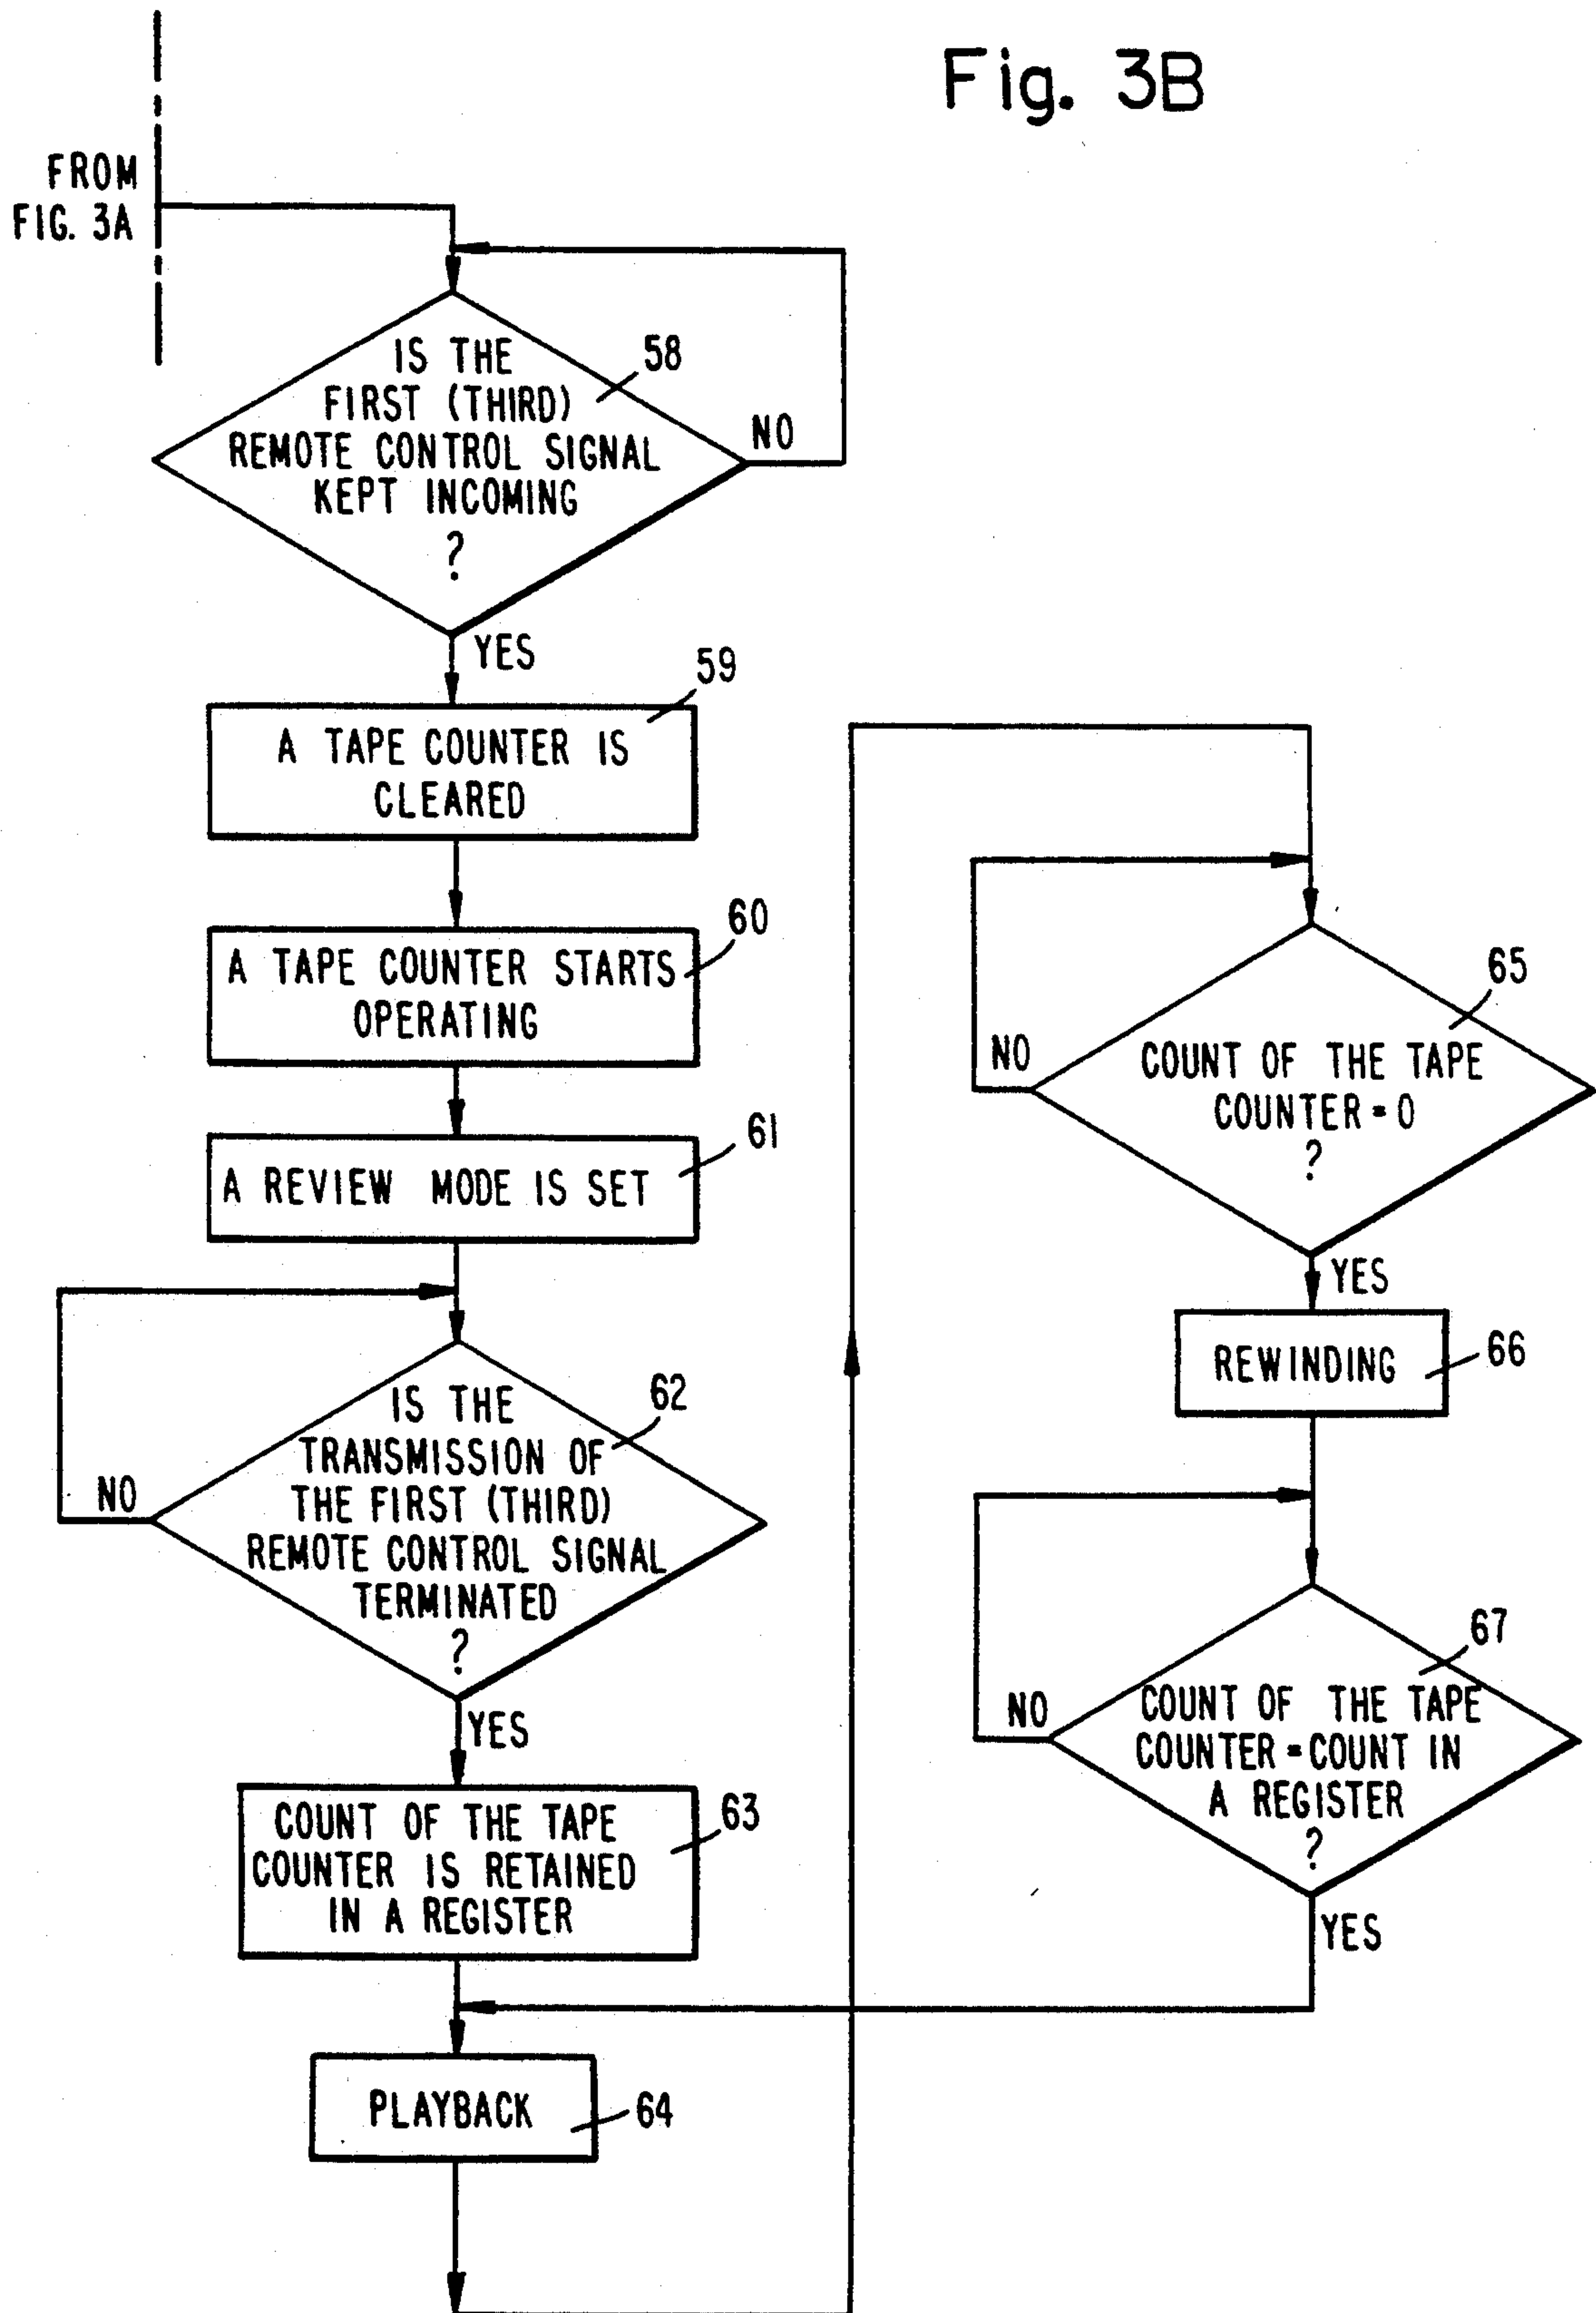 Fig. 3B
FROM
FIG. 3A
IS THE
FIRST (THIRD)
REMOTE CONTROL SIGNAL
KEPT INCOMING
?
58
NO
YES
59
A TAPE COUNTER IS
CLEARED
60
A TAPE COUNTER STARTS
OPERATING
61
A REVIEW MODE IS SET
62
IS THE
TRANSMISSION OF
THE FIRST (THIRD)
REMOTE CONTROL SIGNAL
TERMINATED
?
NO
YES
63
COUNT OF THE TAPE
COUNTER IS RETAINED
IN A REGISTER
PLAYBACK
64
65
NO
COUNT OF THE TAPE
COUNTER = 0
?
YES
REWINDING
66
67
NO
COUNT OF THE TAPE
COUNTER = COUNT IN
A REGISTER
?
YES